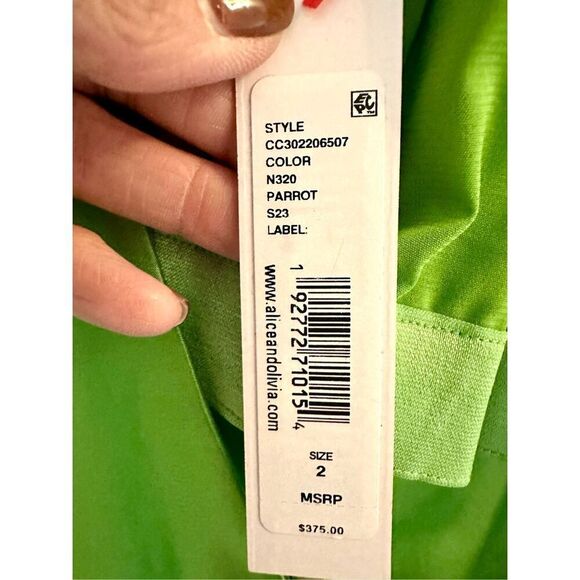 STYLE
CC302206507
COLOR
N320
PARROT
S23
LABEL:
www.aliceandolivia.com
1 92772 71015 4
SIZE
2
MSRP
$375.00